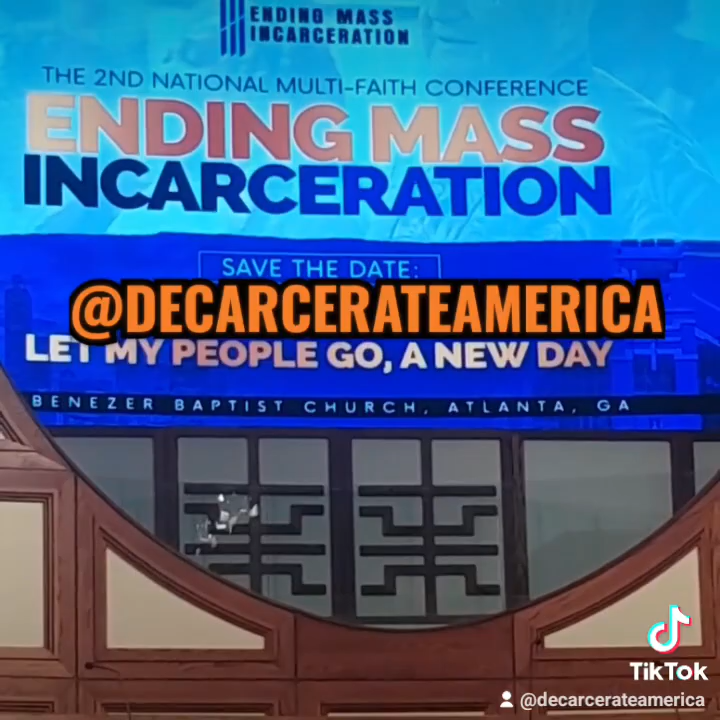 ENDING MASS
INCARCERATION
THE 2ND NATIONAL MULTI-FAITH CONFERENCE
ENDING MASS
INCARCERATION
SAVE THE DATE:
@DECARCERATEAMERICA
LET MY PEOPLE GO, A NEW DAY
BENEZER BAPTIST CHURCH, ATLANTA, GA
TikTok
@decarcerateamerica